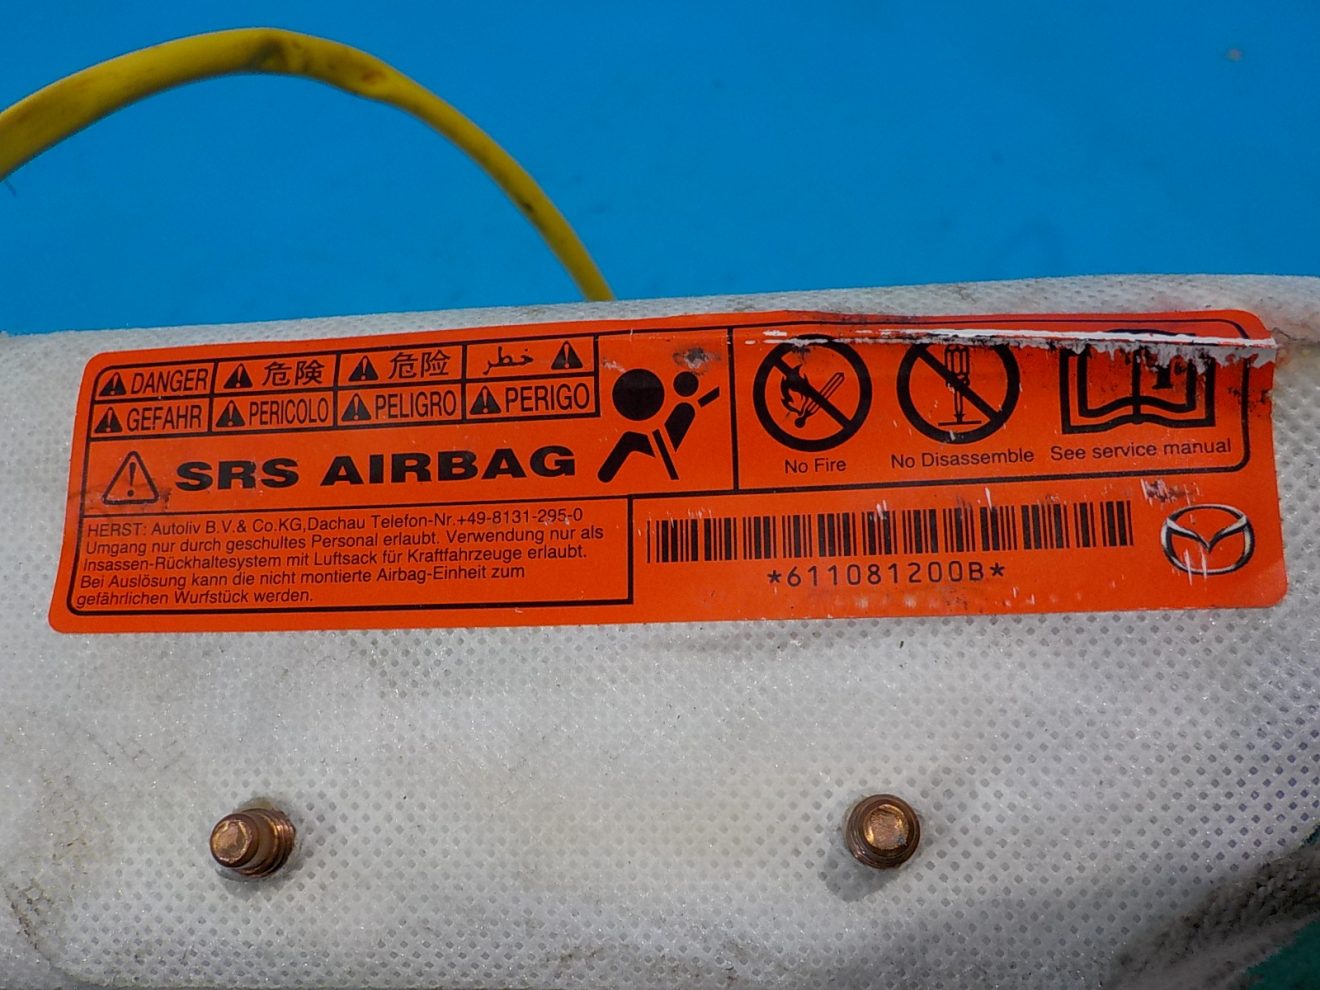 DANGER 危険 危险 خطر
GEFAHR PERICOLO PELIGRO PERIGO
SRS AIRBAG
HERST: Autoliv B.V.& Co.KG,Dachau Telefon-Nr.+49-8131-295-0
Umgang nur durch geschultes Personal erlaubt. Verwendung nur als
Insassen-Rückhaltesystem mit Luftsack für Kraftfahrzeuge erlaubt.
Bei Auslösung kann die nicht montierte Airbag-Einheit zum
gefährlichen Wurfstück werden.
No Fire
No Disassemble
See service manual
*611081200B*